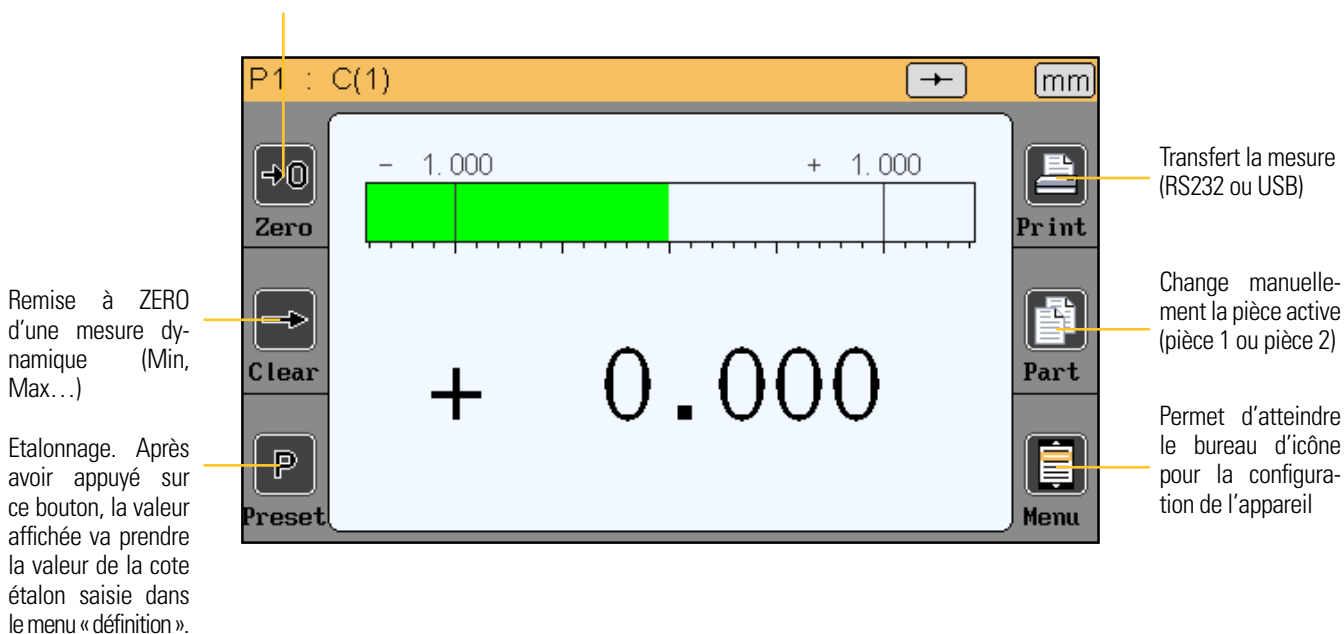 P1 : C(1)
mm
- 1.000 + 1.000
Zero
Print
Clear
Part
+ 0.000
Preset
Menu
Remise à ZERO
d'une mesure dy-
namique (Min,
Max…)
Etalonnage. Après
avoir appuyé sur
ce bouton, la valeur
affichée va prendre
la valeur de la cote
étalon saisie dans
le menu « définition ».
Transfert la mesure
(RS232 ou USB)
Change manuelle-
ment la pièce active
(pièce 1 ou pièce 2)
Permet d'atteindre
le bureau d'icône
pour la configura-
tion de l'appareil